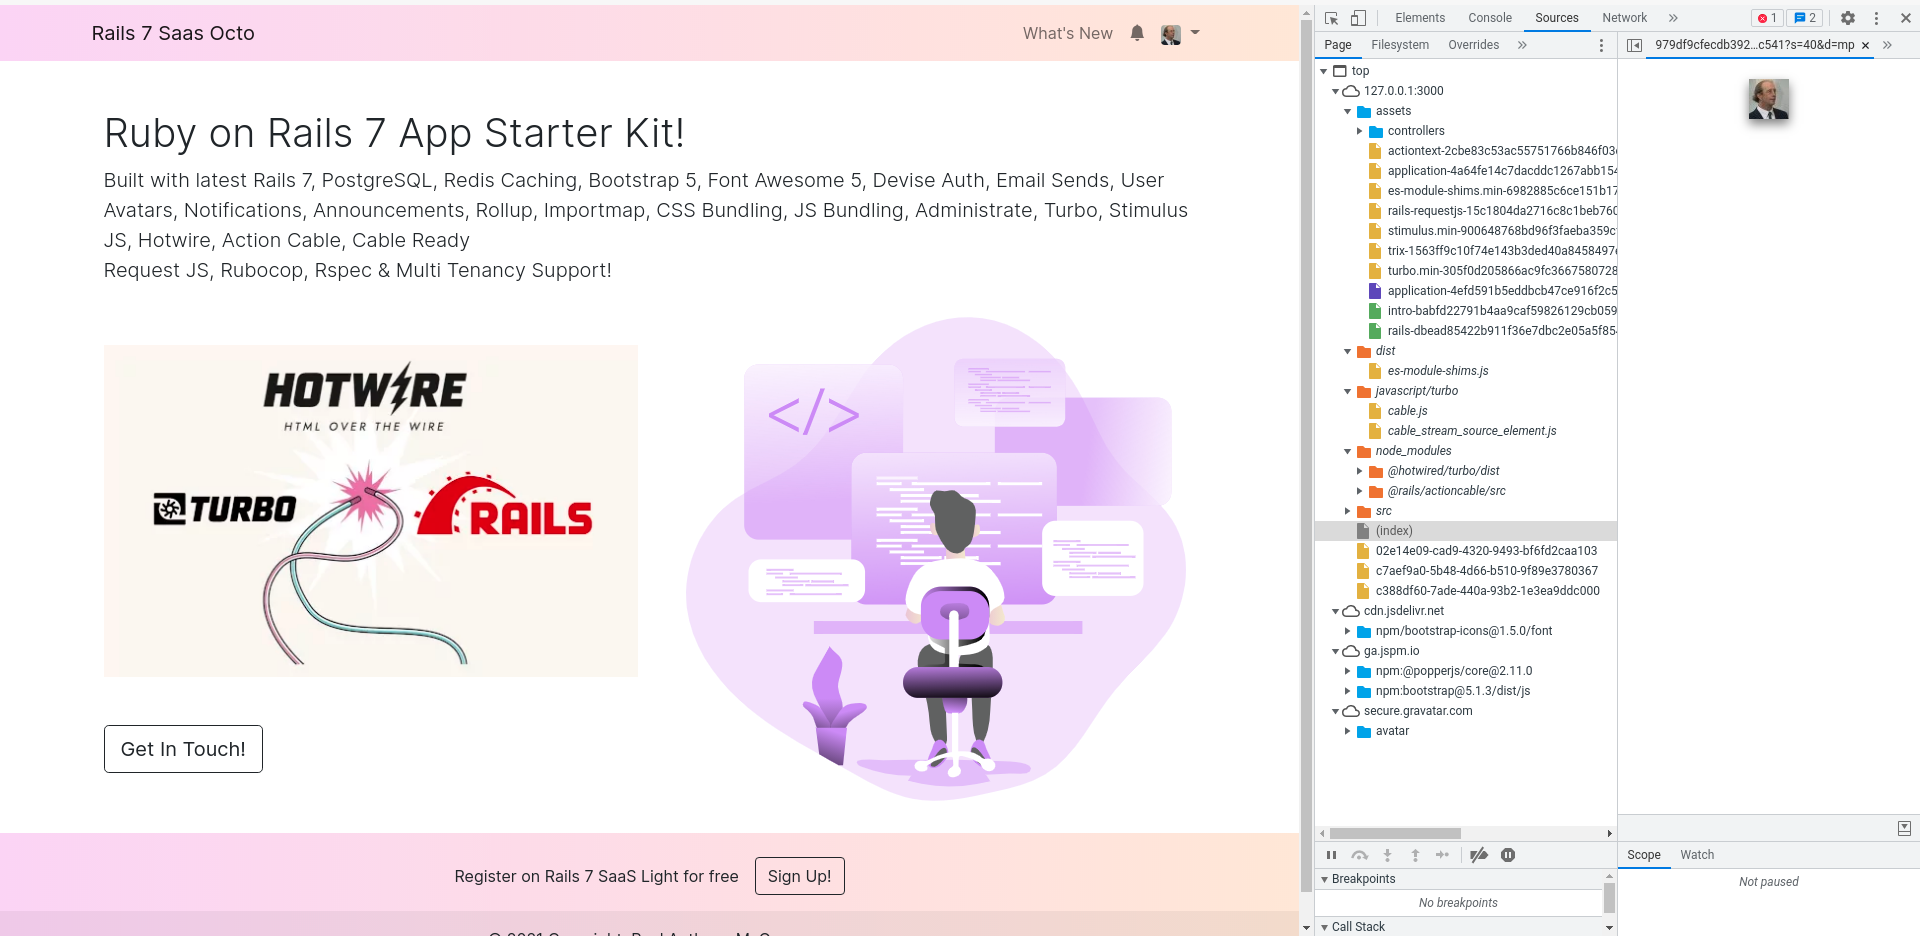 Rails 7 Saas Octo
What's New
Ruby on Rails 7 App Starter Kit!
Built with latest Rails 7, PostgreSQL, Redis Caching, Bootstrap 5, Font Awesome 5, Devise Auth, Email Sends, User
Avatars, Notifications, Announcements, Rollup, Importmap, CSS Bundling, JS Bundling, Administrate, Turbo, Stimulus
JS, Hotwire, Action Cable, Cable Ready
Request JS, Rubocop, Rspec & Multi Tenancy Support!
HOTWIRE
HTML OVER THE WIRE
TURBO
RAILS
</>
Get In Touch!
Register on Rails 7 SaaS Light for free
Sign Up!
Elements Console Sources Network » 1 2
Page Filesystem Overrides »
979df9cfecdb392...c541?s=40&d=mp × »
top
127.0.0.1:3000
assets
controllers
actiontext-2cbe83c53ac55751766b846f03
application-4a64fe14c7dacddc1267abb154
es-module-shims.min-6982885c6ce151b17
rails-requestjs-15c1804da2716c8c1beb760
stimulus.min-900648768bd96f3faeba359c
trix-1563ff9c10f74e143b3ded40a8458497
turbo.min-305f0d205866ac9fc3667580728
application-4efd591b5eddbcb47ce916f2c5
intro-babfd22791b4aa9caf59826129cb059
rails-dbead85422b911f36e7dbc2e05a5f85
dist
es-module-shims.js
javascript/turbo
cable.js
cable_stream_source_element.js
node_modules
@hotwired/turbo/dist
@rails/actioncable/src
src
(index)
02e14e09-cad9-4320-9493-bf6fd2caa103
c7aef9a0-5b48-4d66-b510-9f89e3780367
c388df60-7ade-440a-93b2-1e3ea9ddc000
cdn.jsdelivr.net
npm/bootstrap-icons@1.5.0/font
ga.jspm.io
npm:@popperjs/core@2.11.0
npm:bootstrap@5.1.3/dist/js
secure.gravatar.com
avatar
Breakpoints
No breakpoints
Call Stack
Scope Watch
Not paused